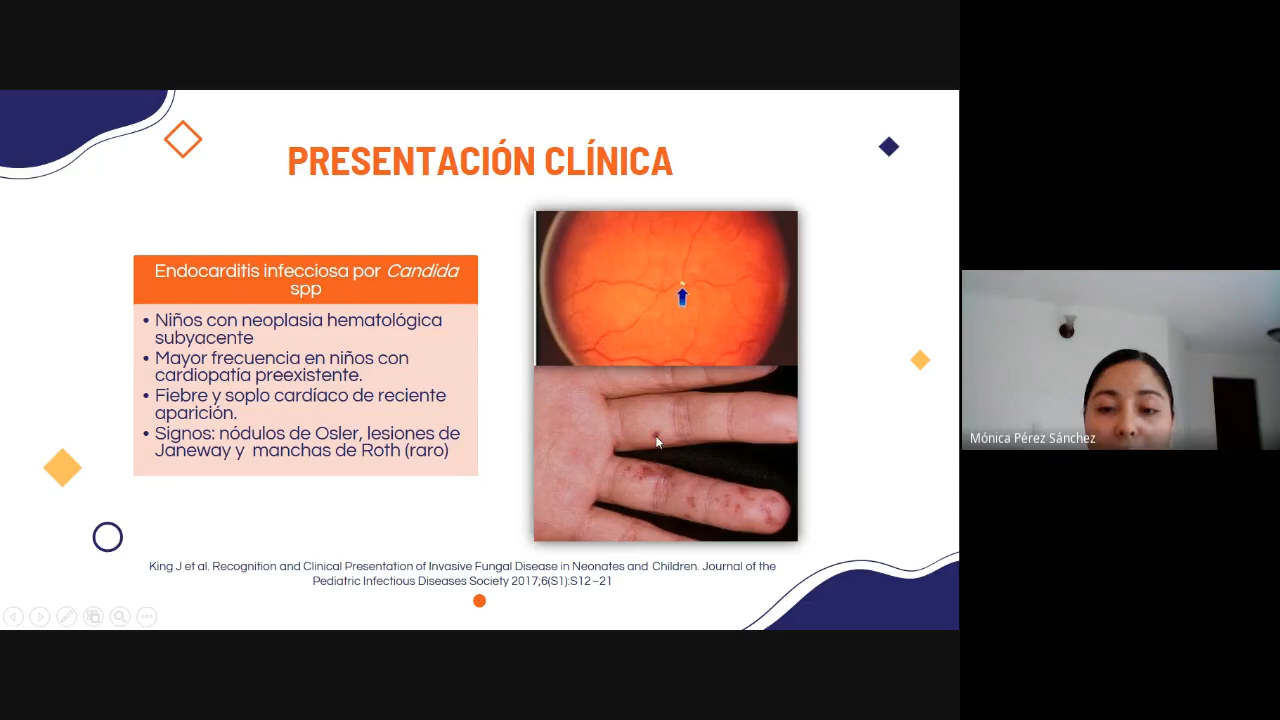 PRESENTACIÓN CLÍNICA
Endocarditis infecciosa por Candida
spp
• Niños con neoplasia hematológica
subyacente
• Mayor frecuencia en niños con
cardiopatía preexistente.
• Fiebre y soplo cardíaco de reciente
aparición.
• Signos: nódulos de Osler, lesiones de
Janeway y manchas de Roth (raro)
King J et al. Recognition and Clinical Presentation of Invasive Fungal Disease in Neonates and Children. Journal of the
Pediatric Infectious Diseases Society 2017;6(S1):S12–21
Mónica Pérez Sánchez